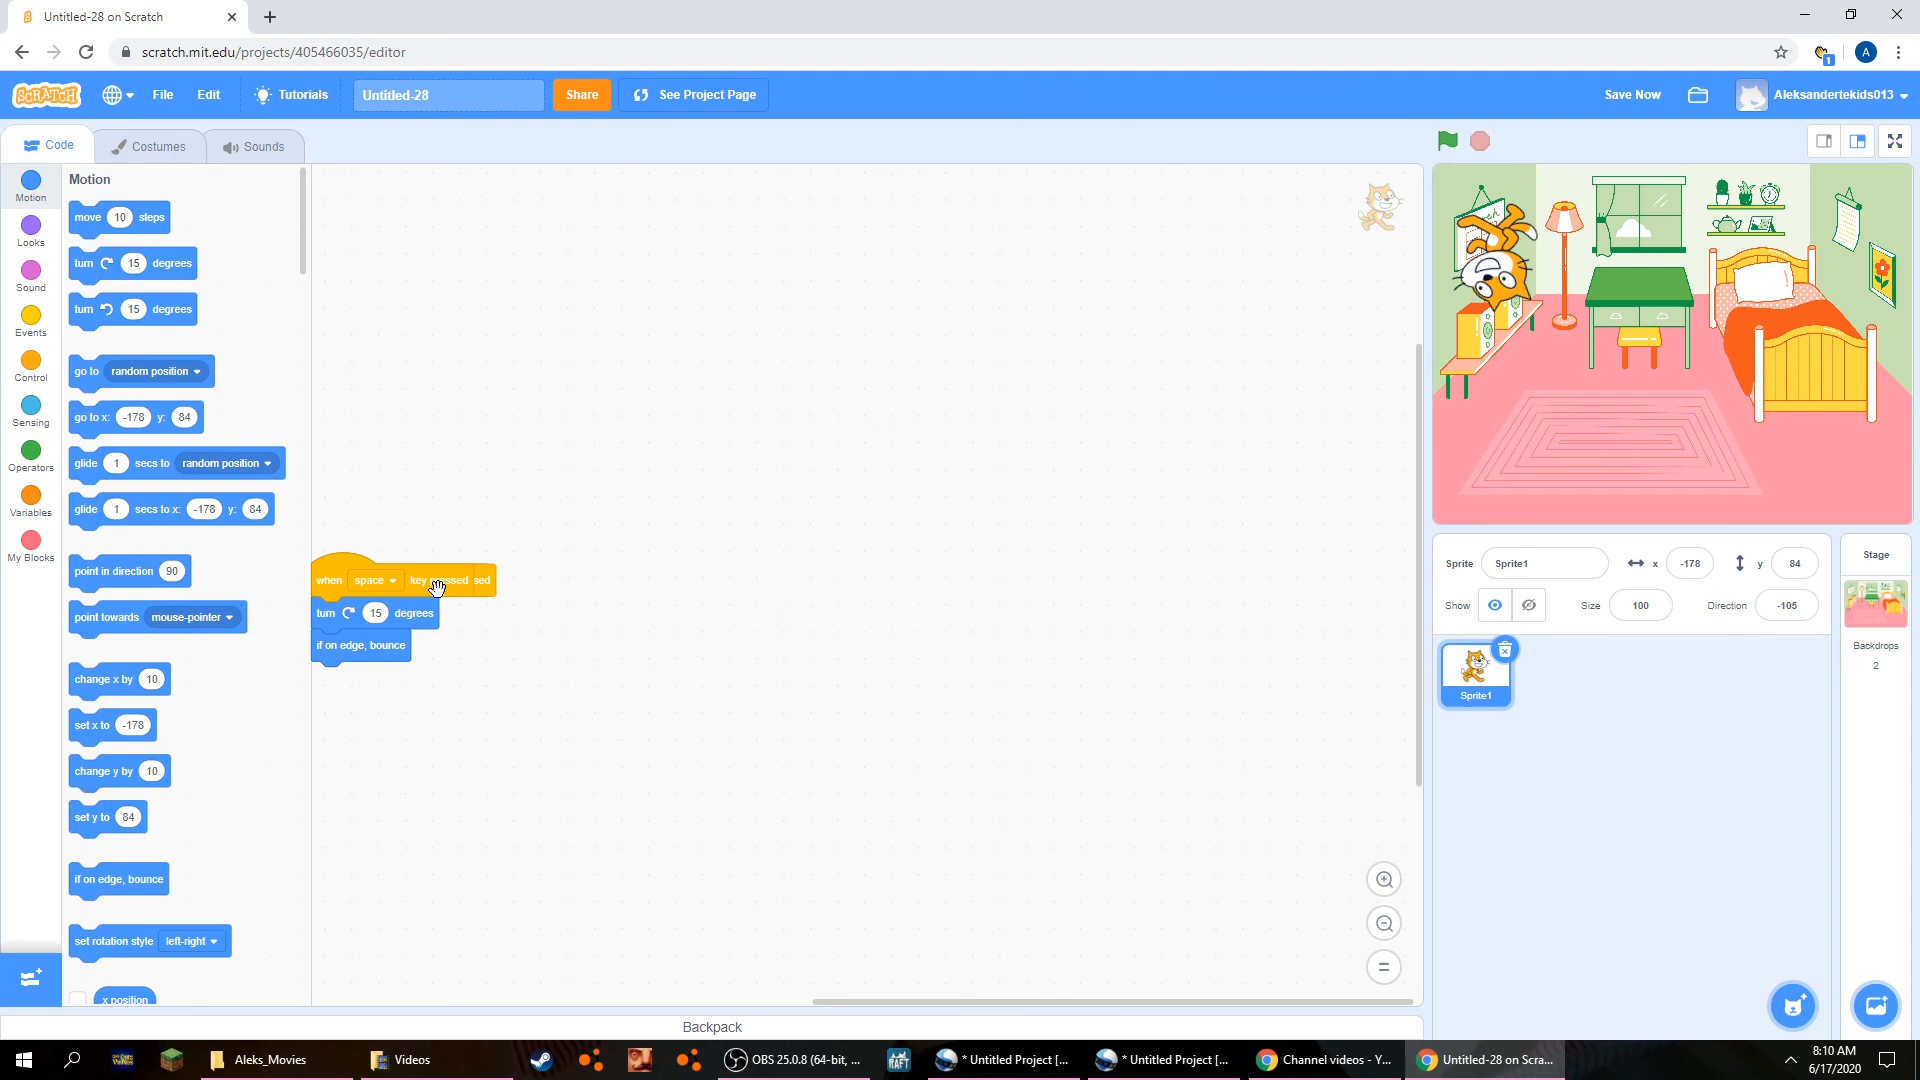 Untitled-28 on Scratch
scratch.mit.edu/projects/405466035/editor
A
1
SCRATCH
File
Edit
Tutorials
Untitled-28
Share
See Project Page
Save Now
Aleksandertekids013
Code
Costumes
Sounds
Motion
Looks
Sound
Events
Control
Sensing
Operators
Variables
My Blocks
Motion
move 10 steps
turn 15 degrees
turn 15 degrees
go to random position
go to x: -178 y: 84
glide 1 secs to random position
glide 1 secs to x: -178 y: 84
point in direction 90
point towards mouse-pointer
change x by 10
set x to -178
change y by 10
set y to 84
if on edge, bounce
set rotation style left-right
x position
when space key pressed sed
turn 15 degrees
if on edge, bounce
Backpack
Sprite Sprite1 x -178 y 84
Show Size 100 Direction -105
Sprite1
Stage
Backdrops
2
Aleks_Movies
Videos
OBS 25.0.8 (64-bit, ...
RAFT
* Untitled Project [...
* Untitled Project [...
Channel videos - Y...
Untitled-28 on Scra...
8:10 AM
6/17/2020